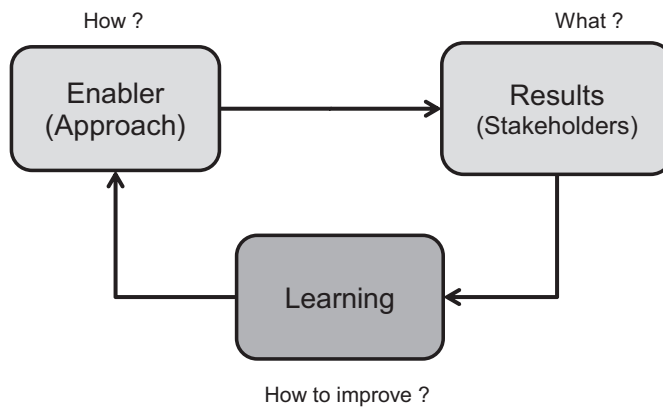 How ?
What ?
Enabler
(Approach)
Results
(Stakeholders)
Learning
How to improve ?